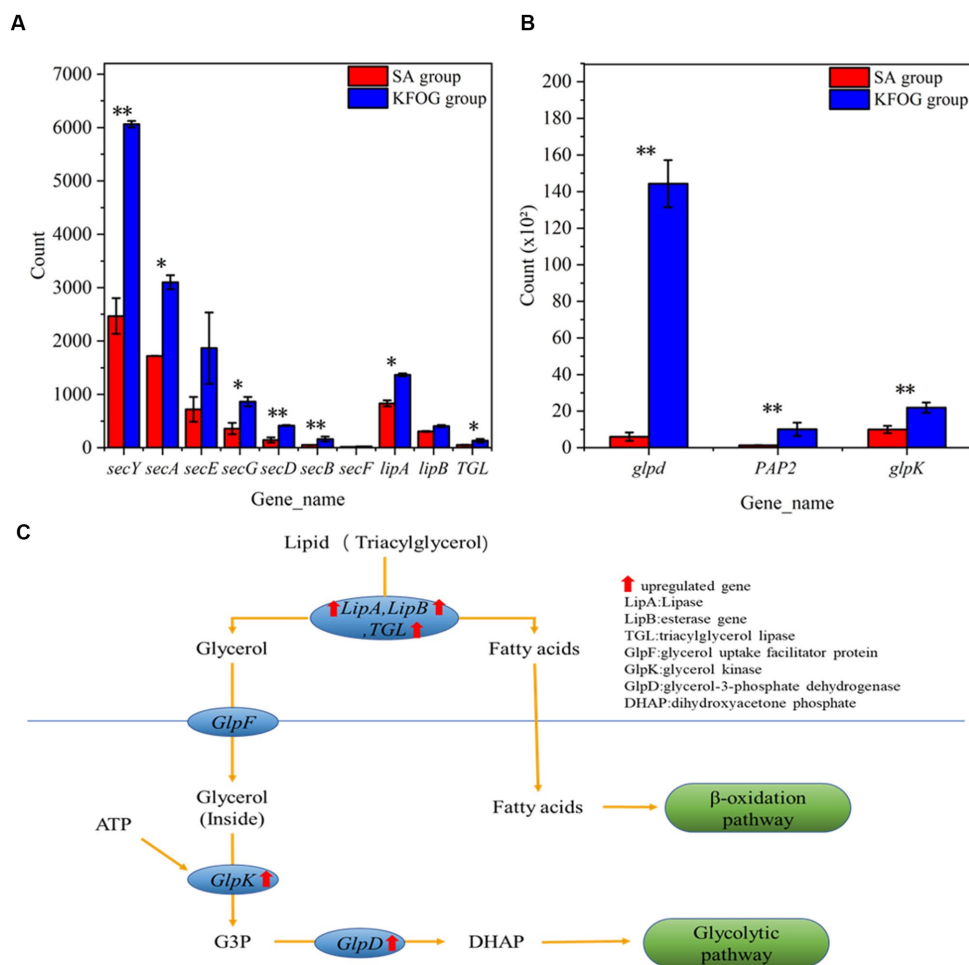 A
7000
6000
5000
4000
3000
2000
1000
0
Count
SA group
KFOG group
**
*
*
**
**
*
*
secY secA secE secG secD secB secF lipA lipB TGL
Gene_name
B
200
180
160
140
120
100
80
60
40
20
0
Count (x10²)
SA group
KFOG group
**
**
**
glpd PAP2 glpK
Gene_name
C
Lipid ( Triacylglycerol)
LipA,LipB
,TGL
Glycerol
Fatty acids
upregulated gene
LipA:Lipase
LipB:esterase gene
TGL:triacylglycerol lipase
GlpF:glycerol uptake facilitator protein
GlpK:glycerol kinase
GlpD:glycerol-3-phosphate dehydrogenase
DHAP:dihydroxyacetone phosphate
GlpF
Glycerol
(Inside)
Fatty acids
β-oxidation
pathway
ATP
GlpK
G3P
GlpD
DHAP
Glycolytic
pathway